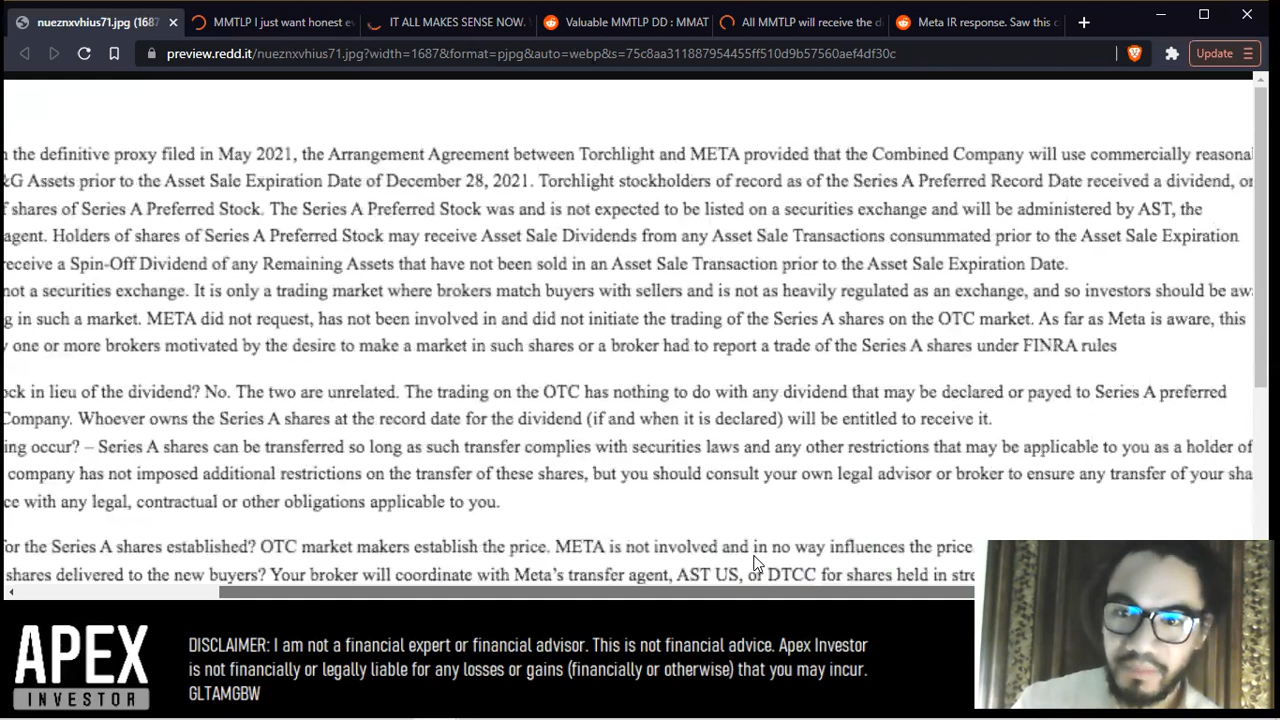 nueznxvhius71.jpg (1687
MMTLP I just want honest e
IT ALL MAKES SENSE NOW.
Valuable MMTLP DD : MMAT
All MMTLP will receive the d
Meta IR response. Saw this c
preview.redd.it/nueznxvhius71.jpg?width=1687&format=pjpg&auto=webp&s=75c8aa311887954455ff510d9b57560aef4df30c
Update
n the definitive proxy filed in May 2021, the Arrangement Agreement between Torchlight and META provided that the Combined Company will use commercially reasona
&G Assets prior to the Asset Sale Expiration Date of December 28, 2021. Torchlight stockholders of record as of the Series A Preferred Record Date received a dividend, on
f shares of Series A Preferred Stock. The Series A Preferred Stock was and is not expected to be listed on a securities exchange and will be administered by AST, the
agent. Holders of shares of Series A Preferred Stock may receive Asset Sale Dividends from any Asset Sale Transactions consummated prior to the Asset Sale Expiration
receive a Spin-Off Dividend of any Remaining Assets that have not been sold in an Asset Sale Transaction prior to the Asset Sale Expiration Date.
not a securities exchange. It is only a trading market where brokers match buyers with sellers and is not as heavily regulated as an exchange, and so investors should be aw
g in such a market. META did not request, has not been involved in and did not initiate the trading of the Series A shares on the OTC market. As far as Meta is aware, this
y one or more brokers motivated by the desire to make a market in such shares or a broker had to report a trade of the Series A shares under FINRA rules
ock in lieu of the dividend? No. The two are unrelated. The trading on the OTC has nothing to do with any dividend that may be declared or payed to Series A preferred
Company. Whoever owns the Series A shares at the record date for the dividend (if and when it is declared) will be entitled to receive it.
ing occur? – Series A shares can be transferred so long as such transfer complies with securities laws and any other restrictions that may be applicable to you as a holder of
company has not imposed additional restrictions on the transfer of these shares, but you should consult your own legal advisor or broker to ensure any transfer of your sha
ce with any legal, contractual or other obligations applicable to you.
for the Series A shares established? OTC market makers establish the price. META is not involved and in no way influences the price
shares delivered to the new buyers? Your broker will coordinate with Meta's transfer agent, AST US, or DTCC for shares held in stre
APEX
INVESTOR
DISCLAIMER: I am not a financial expert or financial advisor. This is not financial advice. Apex Investor
is not financially or legally liable for any losses or gains (financially or otherwise) that you may incur.
GLTAMGBW